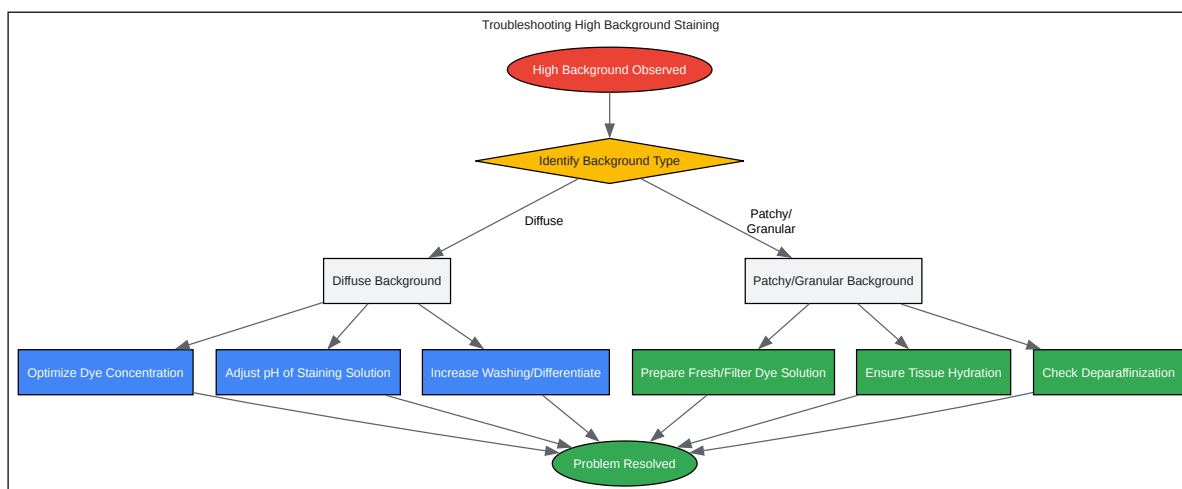 Troubleshooting High Background Staining
High Background Observed
Identify Background Type
Diffuse
Patchy/
Granular
Diffuse Background
Patchy/Granular Background
Optimize Dye Concentration
Adjust pH of Staining Solution
Increase Washing/Differentiate
Prepare Fresh/Filter Dye Solution
Ensure Tissue Hydration
Check Deparaffinization
Problem Resolved